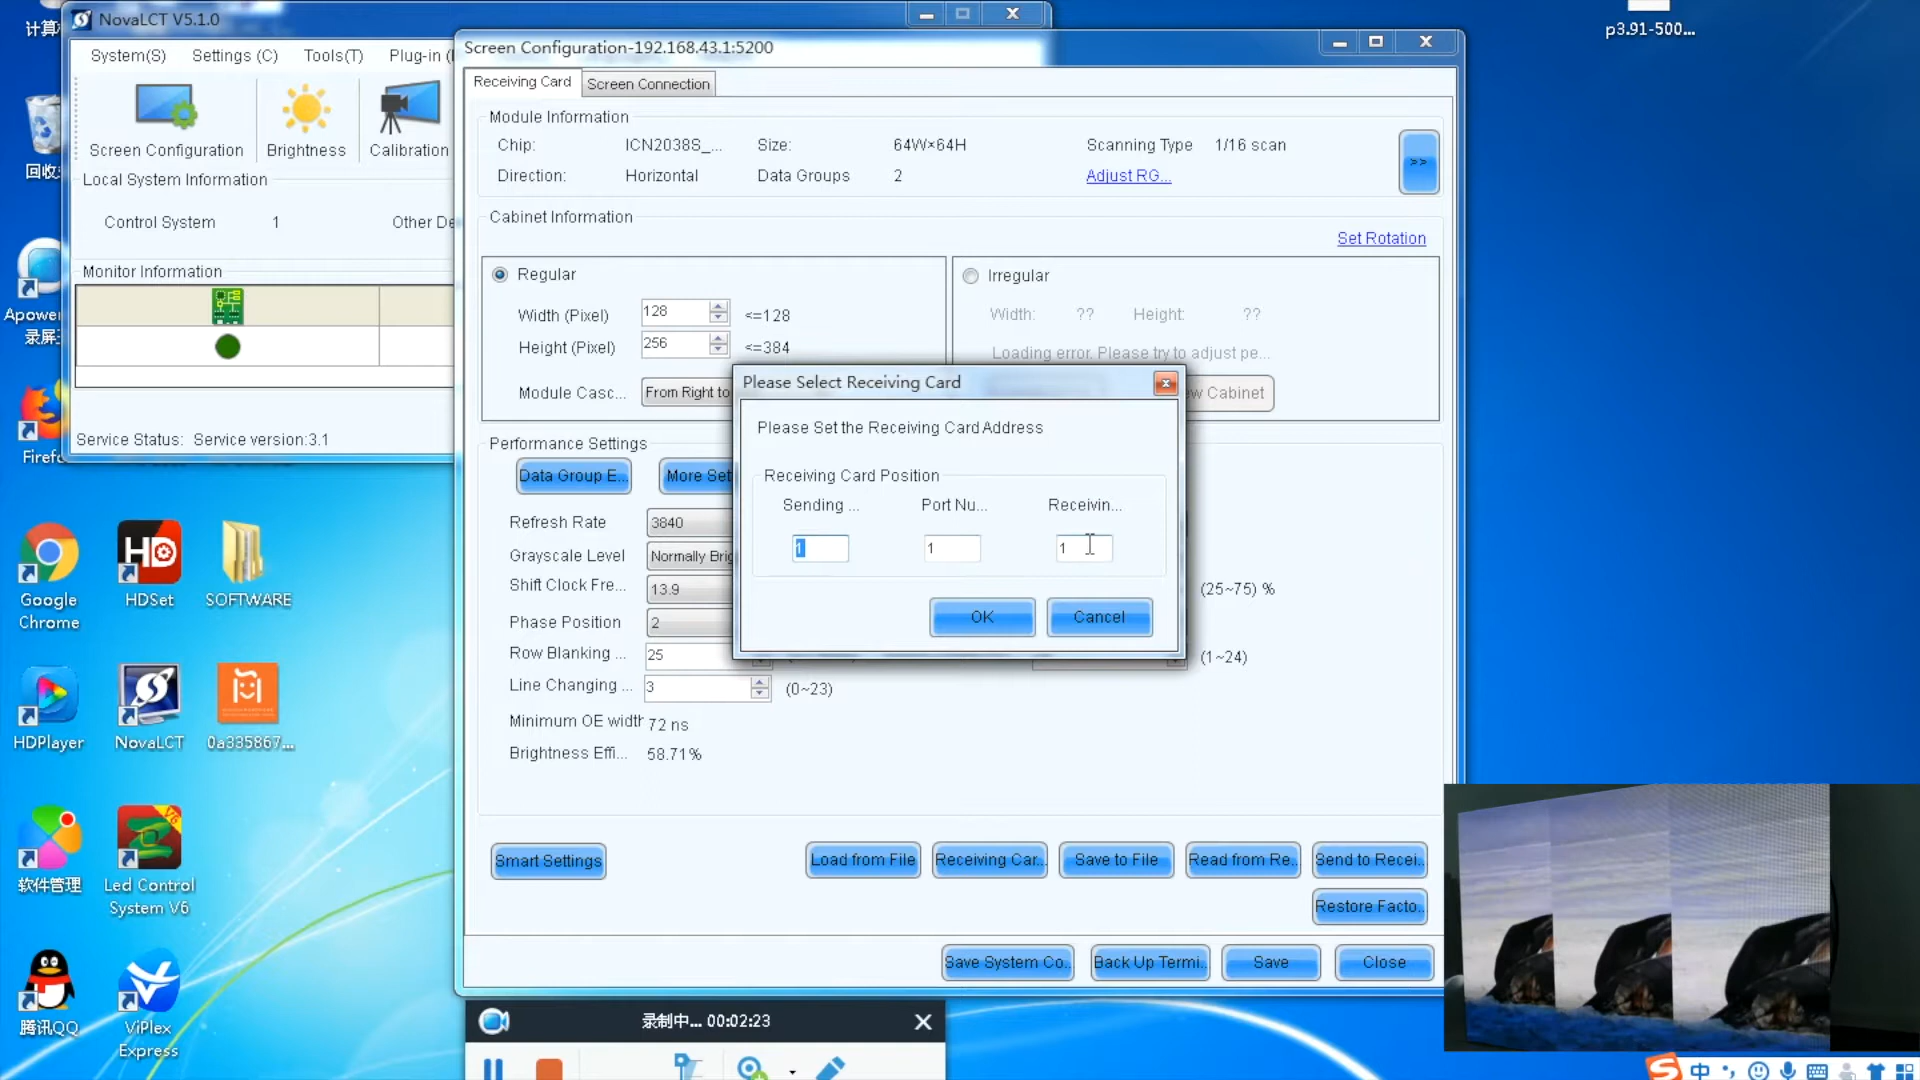 计算
回收
Apower
录屏王
Firefo
Google
Chrome
HDSet
SOFTWARE
HDPlayer
NovaLCT
0a335867...
软件管理
Led Control
System V6
腾讯QQ
ViPlex
Express
p3.91-500...
NovaLCT V5.1.0
System(S)
Settings (C)
Tools(T)
Plug-in (
Screen Configuration
Brightness
Calibration
Local System Information
Control System
1
Other De
Monitor Information
Service Status: Service version:3.1
Screen Configuration-192.168.43.1:5200
Receiving Card
Screen Connection
Module Information
Chip:
ICN2038S_...
Size:
64W×64H
Scanning Type
1/16 scan
>>
Direction:
Horizontal
Data Groups
2
Adjust RG...
Cabinet Information
Set Rotation
Regular
Width (Pixel)
128
<=128
Height (Pixel)
256
<=384
Module Casc...
From Right to
Irregular
Width:
??
Height:
??
Loading error. Please try to adjust pe...
ew Cabinet
Performance Settings
Data Group E...
More Set
Refresh Rate
3840
Grayscale Level
Normally Brig
Shift Clock Fre...
13.9
(25~75) %
Phase Position
2
Row Blanking ...
25
(1~24)
Line Changing ...
3
(0~23)
Minimum OE width
72 ns
Brightness Effi...
58.71%
Please Select Receiving Card
Please Set the Receiving Card Address
Receiving Card Position
Sending ...
Port Nu...
Receivin...
1
1
1
OK
Cancel
Smart Settings
Load from File
Receiving Car..
Save to File
Read from Re..
Send to Recei..
Restore Facto..
Save System Co..
Back Up Termi..
Save
Close
录制中... 00:02:23
中